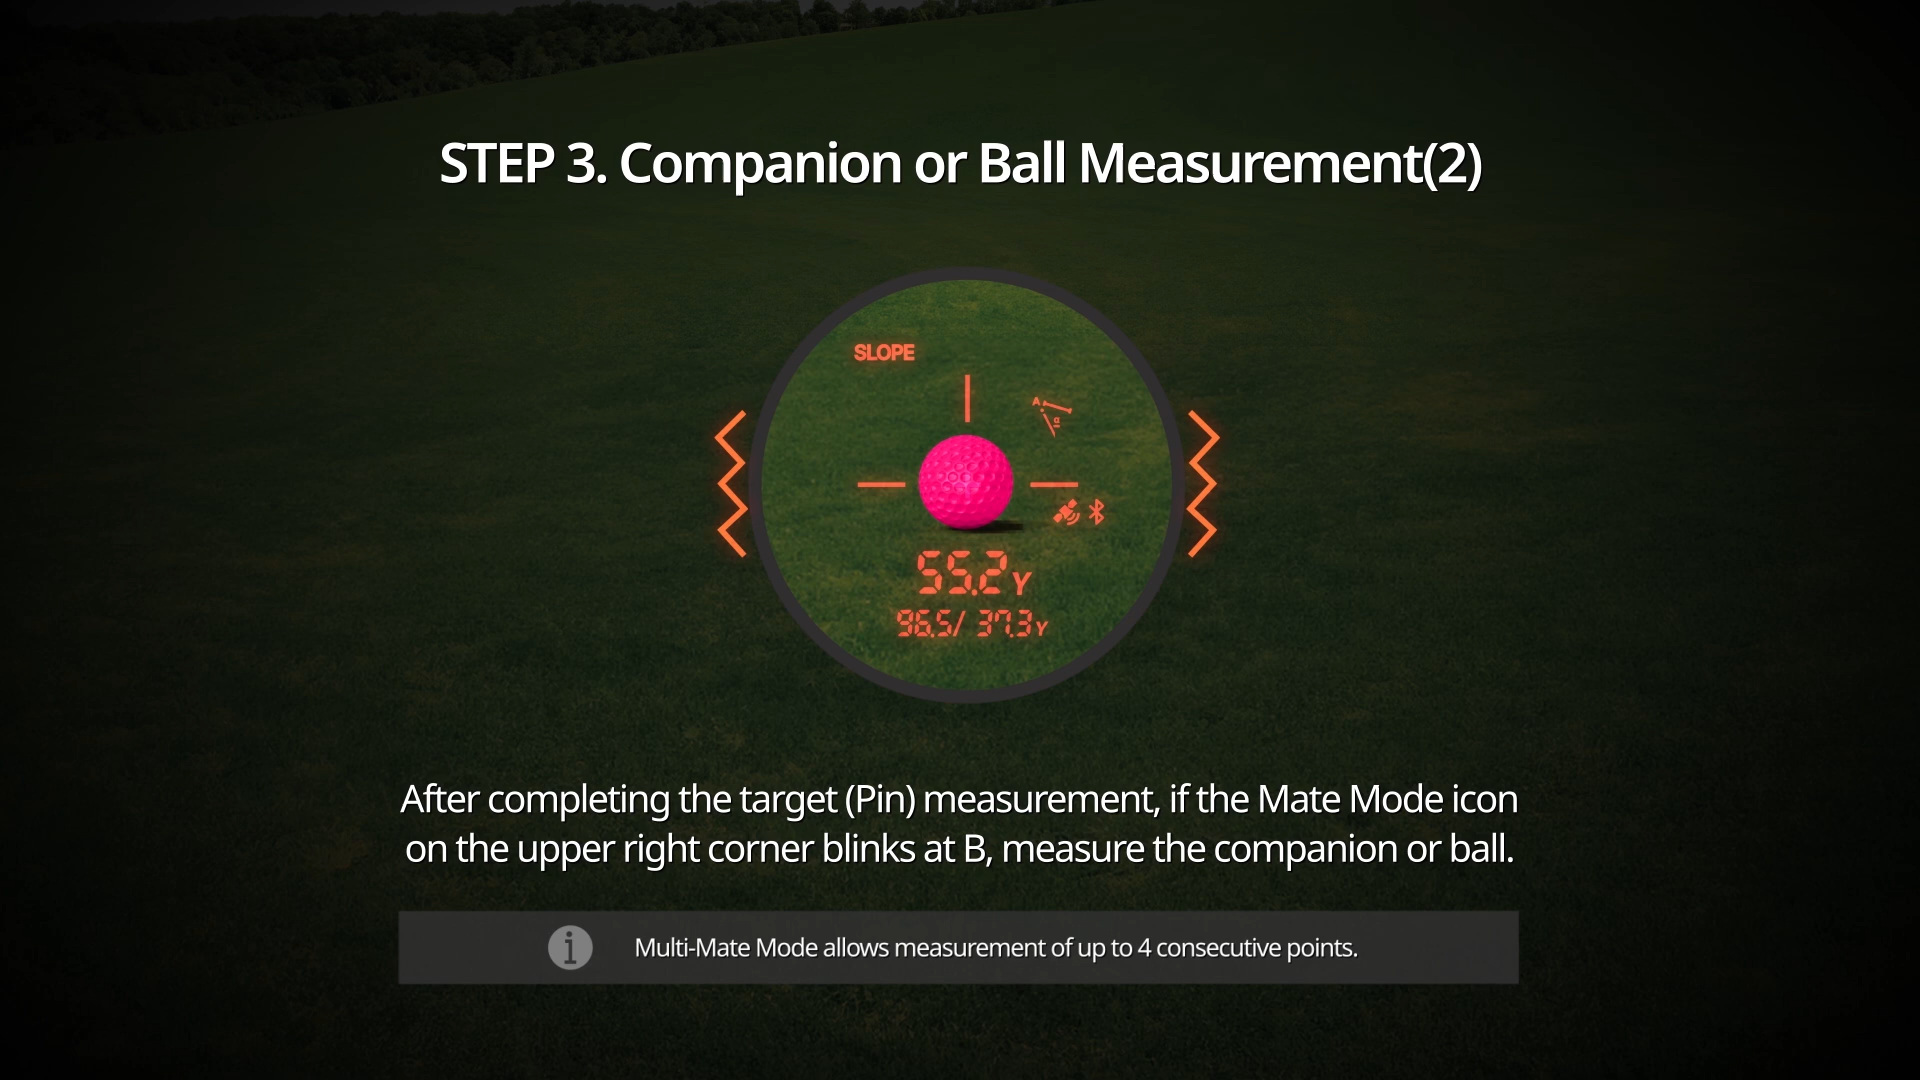 STEP 3. Companion or Ball Measurement(2)
SLOPE
A
55.2Y
96.5/ 37.3Y
After completing the target (Pin) measurement, if the Mate Mode icon
on the upper right corner blinks at B, measure the companion or ball.
Multi-Mate Mode allows measurement of up to 4 consecutive points.